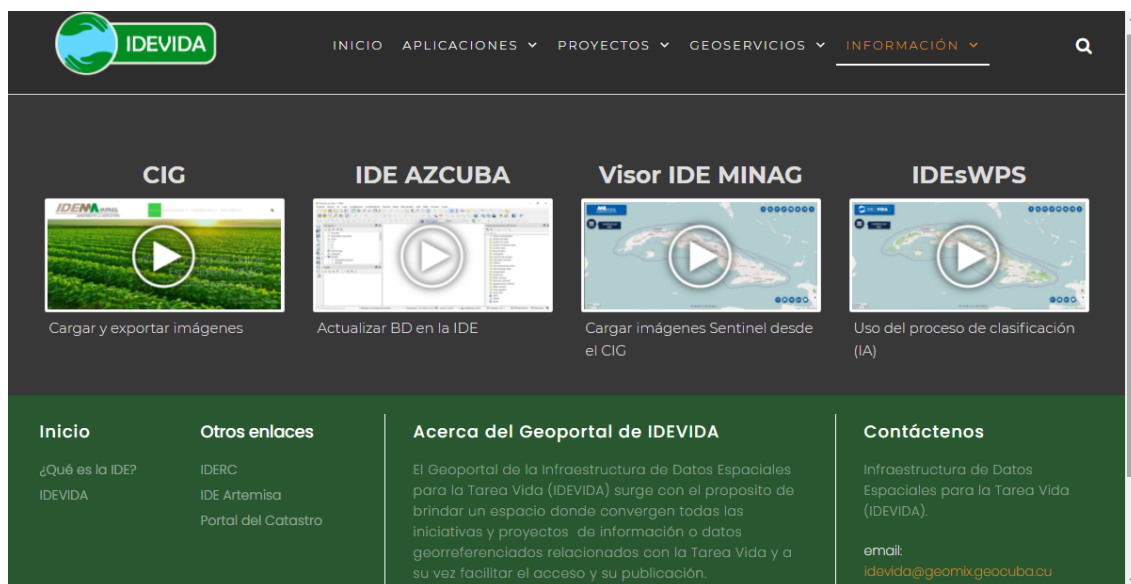 IDEVIDA
INICIO APLICACIONES PROYECTOS GEOSERVICIOS INFORMACIÓN
CIG
IDE AZCUBA
Visor IDE MINAG
IDEsWPS
Cargar y exportar imágenes
Actualizar BD en la IDE
Cargar imágenes Sentinel desde
el CIG
Uso del proceso de clasificación
(IA)
Inicio
¿Qué es la IDE?
IDEVIDA
Otros enlaces
IDERC
IDE Artemisa
Portal del Catastro
Acerca del Geoportal de IDEVIDA
El Geoportal de la Infraestructura de Datos Espaciales
para la Tarea Vida (IDEVIDA) surge con el proposito de
brindar un espacio donde convergen todas las
iniciativas y proyectos de información o datos
georreferenciados relacionados con la Tarea Vida y a
su vez facilitar el acceso y su publicación.
Contáctenos
Infraestructura de Datos
Espaciales para la Tarea Vida
(IDEVIDA).
email:
idevida@geomix.geocuba.cu